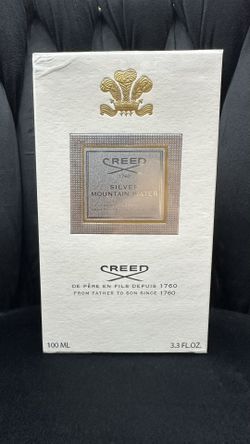 CREED
1760
SILVER
MOUNTAIN WATER
CREED
DE PÈRE EN FILS DEPUIS 1760
FROM FATHER TO SON SINCE 1760
100 ML 3.3 FL.OZ.